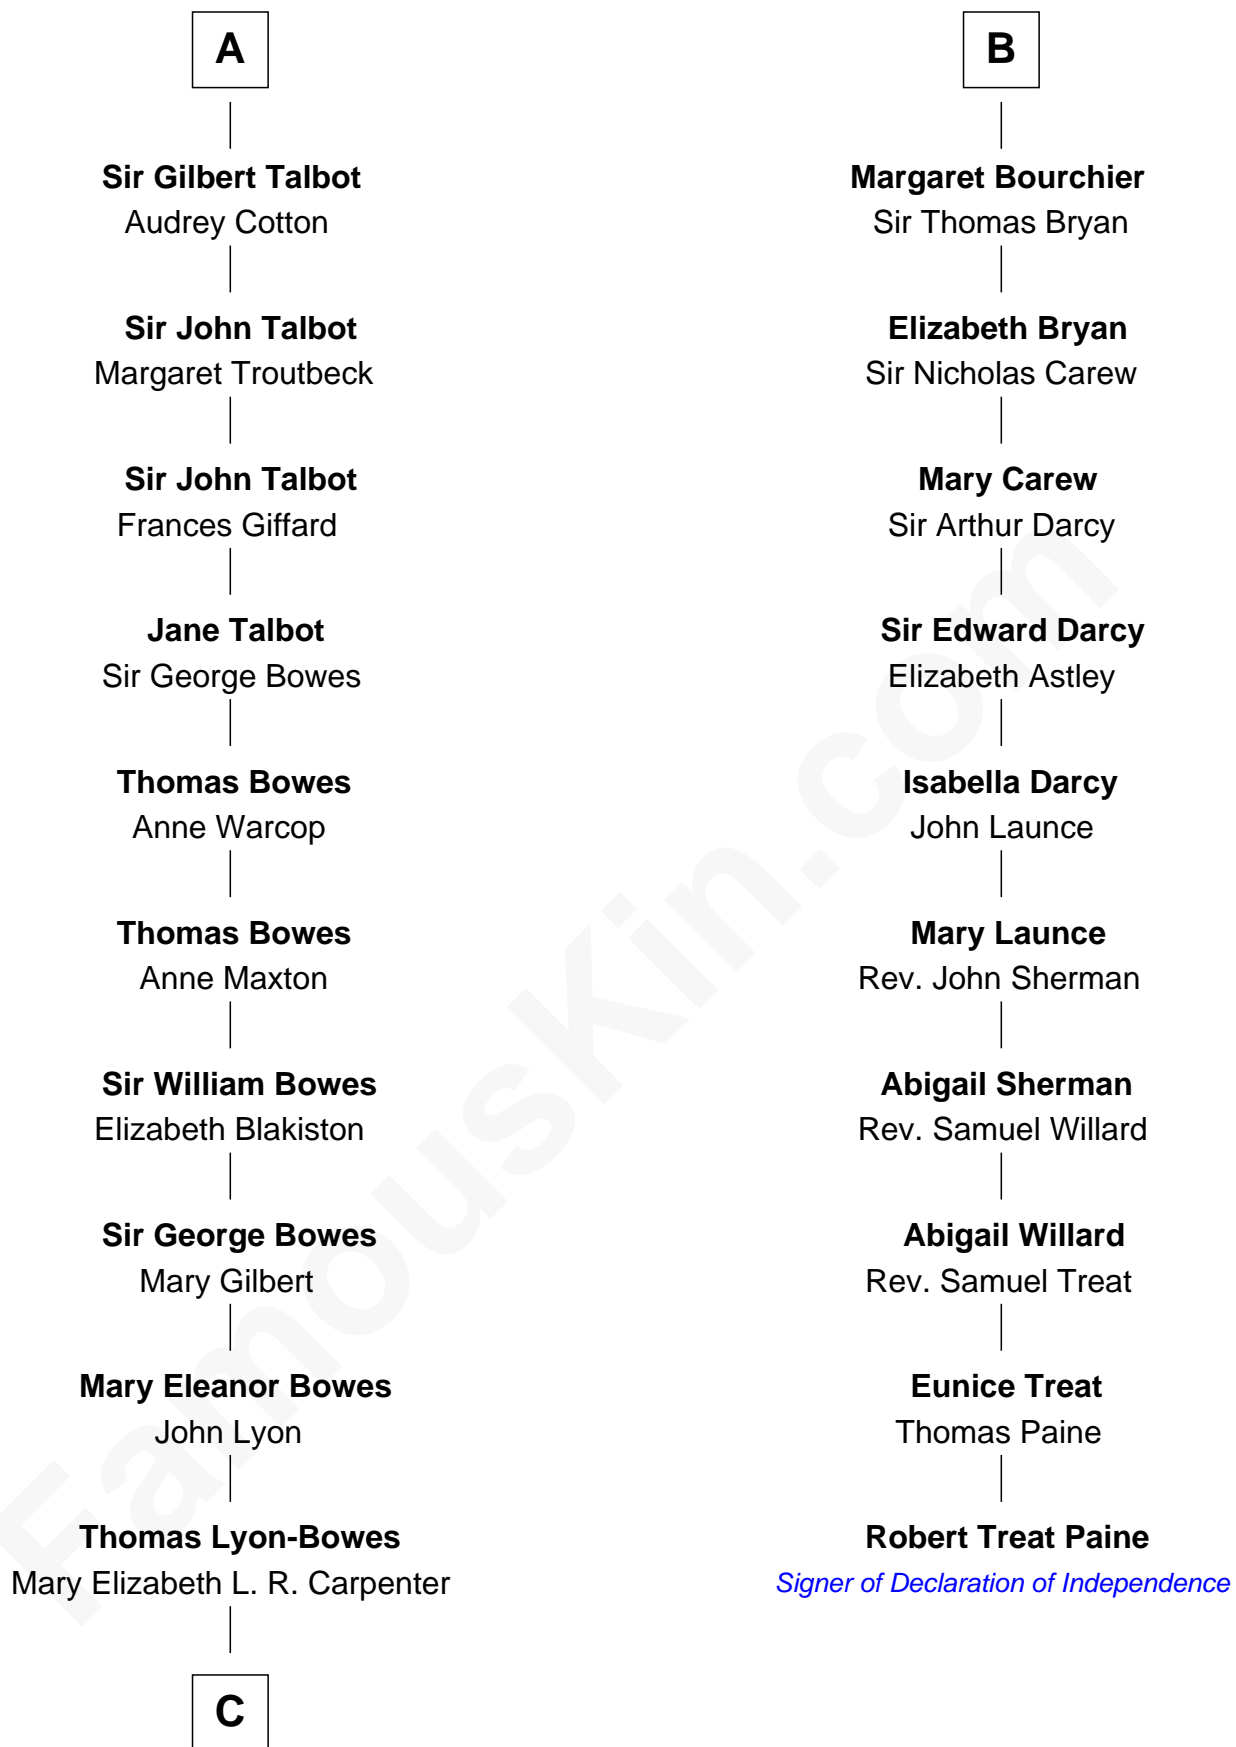 A
Sir Gilbert Talbot
Audrey Cotton
Sir John Talbot
Margaret Troutbeck
Sir John Talbot
Frances Giffard
Jane Talbot
Sir George Bowes
Thomas Bowes
Anne Warcop
Thomas Bowes
Anne Maxton
Sir William Bowes
Elizabeth Blakiston
Sir George Bowes
Mary Gilbert
Mary Eleanor Bowes
John Lyon
Thomas Lyon-Bowes
Mary Elizabeth L. R. Carpenter
C
B
Margaret Bourchier
Sir Thomas Bryan
Elizabeth Bryan
Sir Nicholas Carew
Mary Carew
Sir Arthur Darcy
Sir Edward Darcy
Elizabeth Astley
Isabella Darcy
John Launce
Mary Launce
Rev. John Sherman
Abigail Sherman
Rev. Samuel Willard
Abigail Willard
Rev. Samuel Treat
Eunice Treat
Thomas Paine
Robert Treat Paine
Signer of Declaration of Independence
FamousKin.com